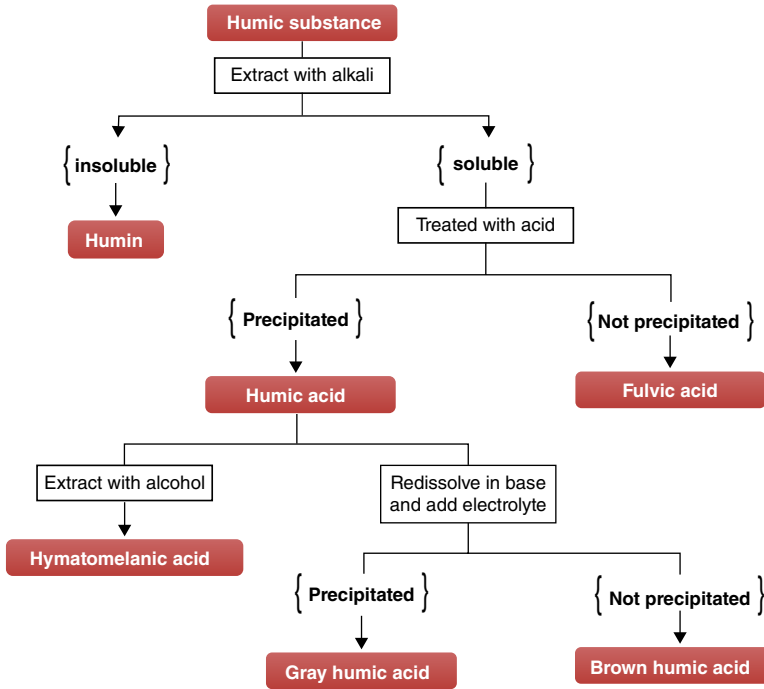 Humic substance
Extract with alkali
{insoluble}
{soluble}
Humin
Treated with acid
{Precipitated}
{Not precipitated}
Humic acid
Fulvic acid
Extract with alcohol
Redissolve in base
and add electrolyte
Hymatomelanic acid
{Precipitated}
{Not precipitated}
Gray humic acid
Brown humic acid